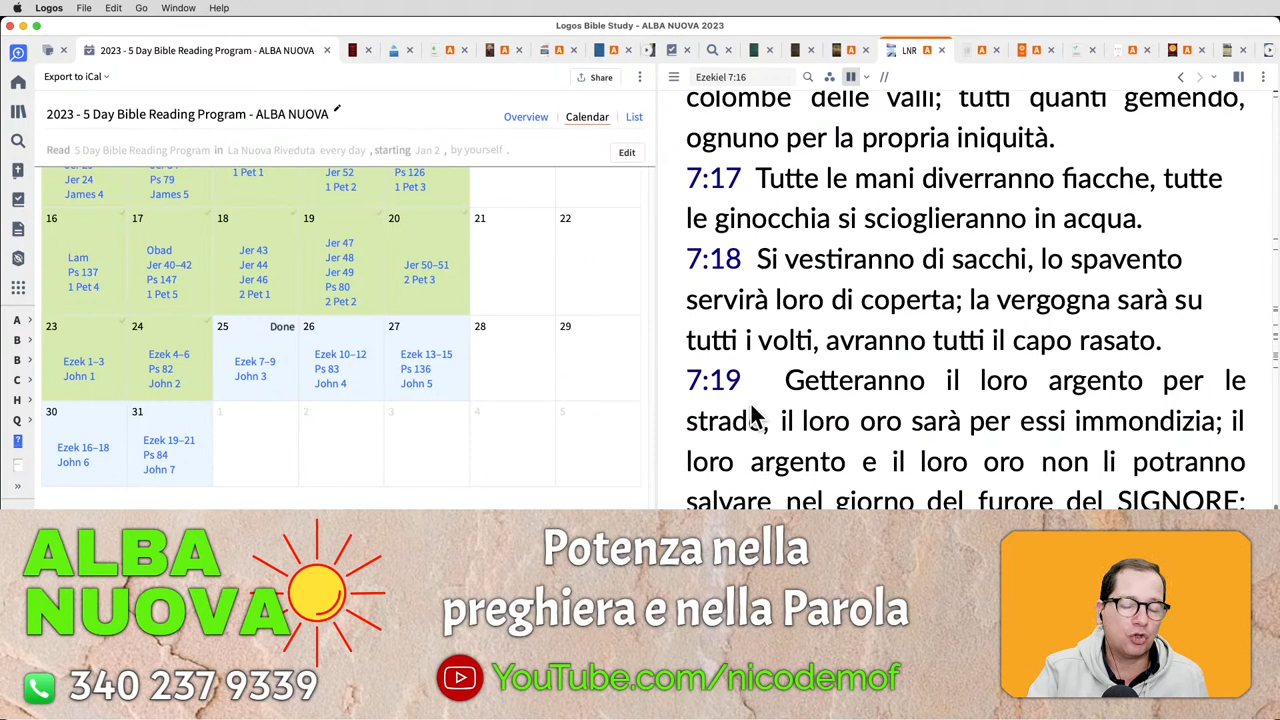 Logos File Edit Go Window Help
Logos Bible Study - ALBA NUOVA 2023
2023 - 5 Day Bible Reading Program - ALBA NUOVA
LNR
Export to iCal
Share
Ezekiel 7:16
2023 - 5 Day Bible Reading Program - ALBA NUOVA
Overview Calendar List
Read 5 Day Bible Reading Program in La Nuova Riveduta every day , starting Jan 2 , by yourself .
Edit
Jer 24
James 4
Ps 79
James 5
1 Pet 1
Jer 52
1 Pet 2
Ps 126
1 Pet 3
16
Lam
Ps 137
1 Pet 4
17
Obad
Jer 40–42
Ps 147
1 Pet 5
18
Jer 43
Jer 44
Jer 46
2 Pet 1
19
Jer 47
Jer 48
Jer 49
Ps 80
2 Pet 2
20
Jer 50–51
2 Pet 3
21
22
23
Ezek 1–3
John 1
24
Ezek 4–6
Ps 82
John 2
25 Done
Ezek 7–9
John 3
26
Ezek 10–12
Ps 83
John 4
27
Ezek 13–15
Ps 136
John 5
28
29
30
Ezek 16–18
John 6
31
Ezek 19–21
Ps 84
John 7
1
2
3
4
5
A
B
B
C
H
Q
colombe delle valli; tutti quanti gemendo,
ognuno per la propria iniquità.
7:17 Tutte le mani diverranno fiacche, tutte
le ginocchia si scioglieranno in acqua.
7:18 Si vestiranno di sacchi, lo spavento
servirà loro di coperta; la vergogna sarà su
tutti i volti, avranno tutti il capo rasato.
7:19 Getteranno il loro argento per le
strade, il loro oro sarà per essi immondizia; il
loro argento e il loro oro non li potranno
salvare nel giorno del furore del SIGNORE;
ALBA
NUOVA
340 237 9339
Potenza nella
preghiera e nella Parola
YouTube.com/nicodemof